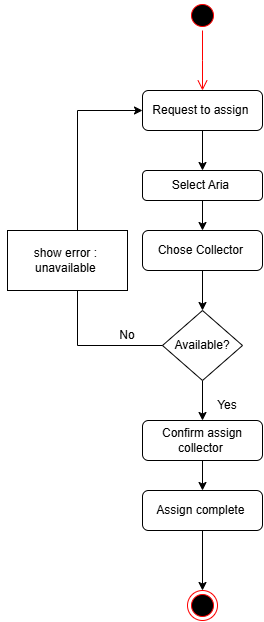 Request to assign
Select Aria
Chose Collector
show error :
unavailable
Available?
No
Yes
Confirm assign
collector
Assign complete